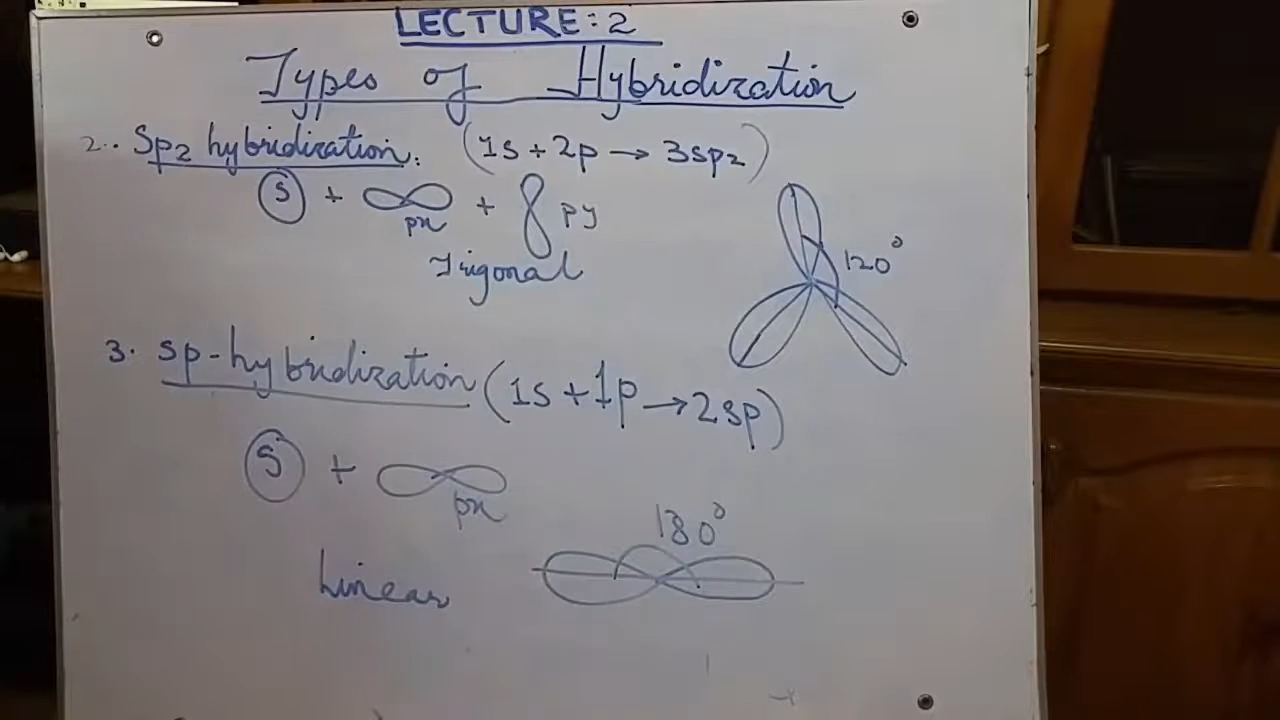 LECTURE: 2
Types of Hybridization
2.. Sp₂ hybridization: (1s + 2p → 3sp₂)
S + px + py
Trigonal
120°
3. sp-hybridization (1s + 1p → 2sp)
S + px
180°
Linear